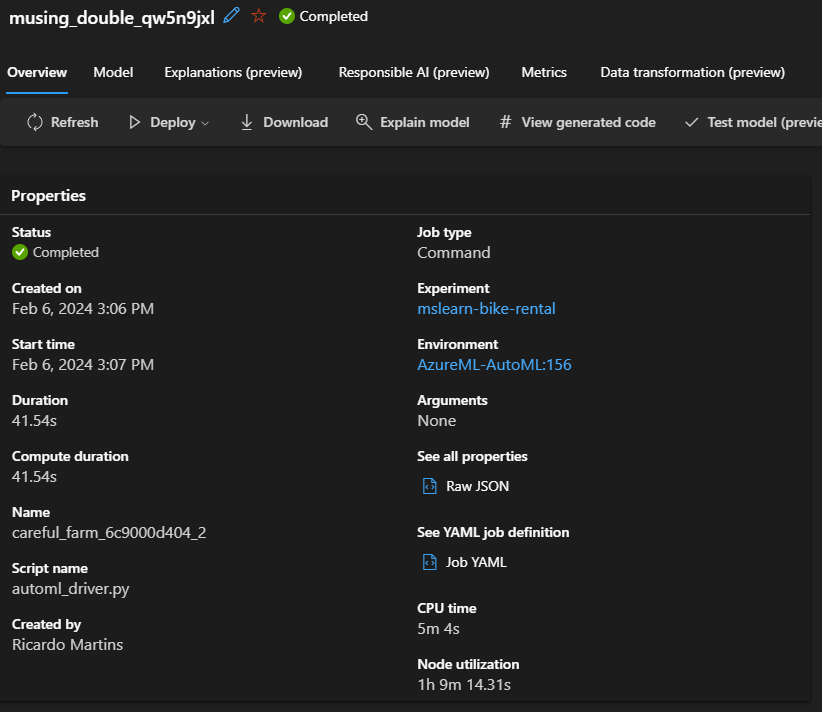 musing_double_qw5n9jxl Completed
Overview Model Explanations (preview) Responsible AI (preview) Metrics Data transformation (preview)
Refresh Deploy Download Explain model # View generated code Test model (previe
Properties
Status
Completed
Created on
Feb 6, 2024 3:06 PM
Start time
Feb 6, 2024 3:07 PM
Duration
41.54s
Compute duration
41.54s
Name
careful_farm_6c9000d404_2
Script name
automl_driver.py
Created by
Ricardo Martins
Job type
Command
Experiment
mslearn-bike-rental
Environment
AzureML-AutoML:156
Arguments
None
See all properties
Raw JSON
See YAML job definition
Job YAML
CPU time
5m 4s
Node utilization
1h 9m 14.31s